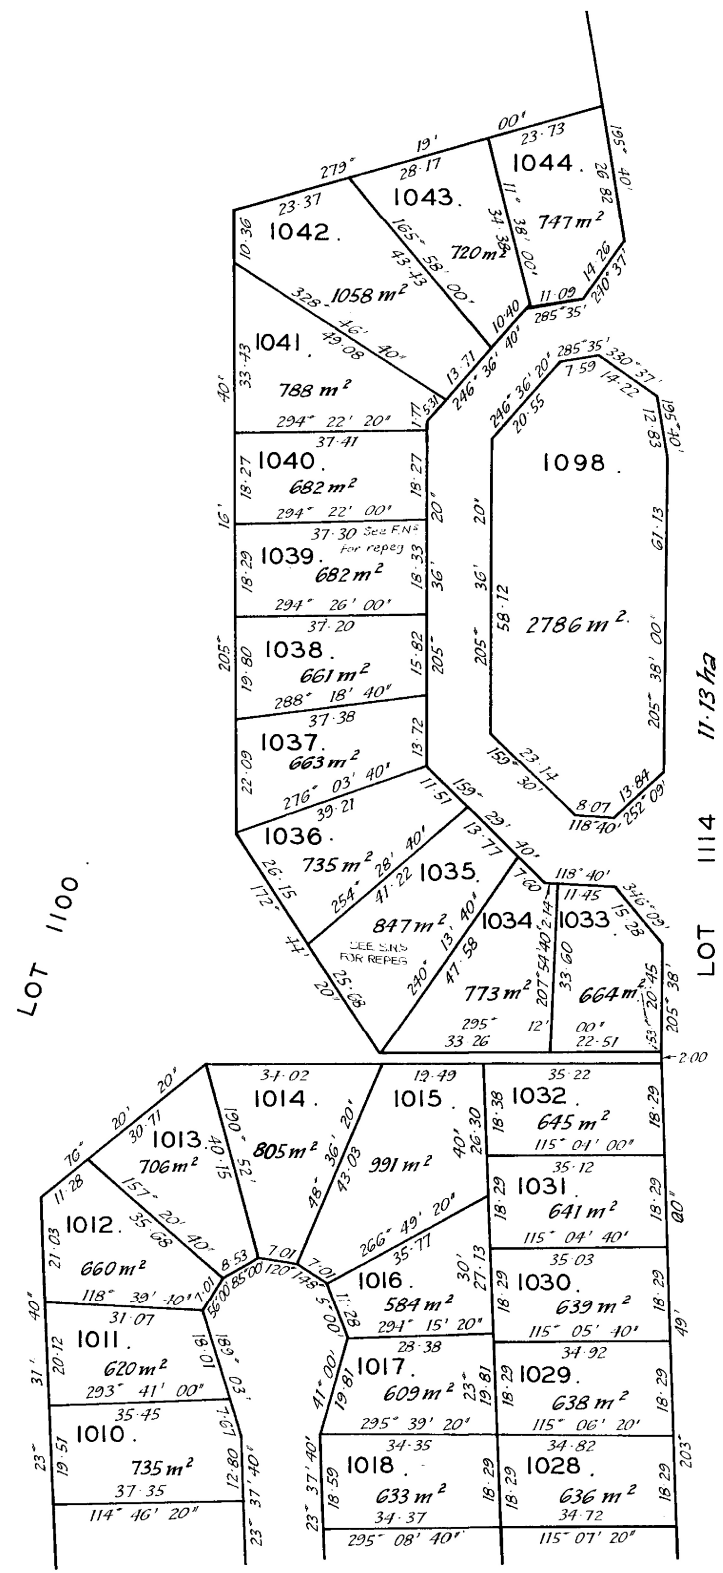 279° 19' 00"
23·37
28·17
23·73
1044.
747 m²
195° 40'
26·82
1043.
720 m²
11° 38' 00"
34·38
1042.
10·36
1058 m²
165° 58' 00"
43·43
328° 46' 40"
49·08
14·26
240° 37'
11·09
285° 35'
10·40
13·71
5·31
246° 36' 40"
1041.
33·43
788 m²
294° 22' 20"
37·41
1·77
1040.
18·27
682 m²
18·27
294° 22' 00"
37·30
See F.Ns
For repeg
1039.
18·29
682 m²
18·33
294° 26' 00"
37·20
1038.
19·80
661 m²
15·82
288° 18' 40"
37·38
1037.
22·09
663 m²
13·72
276° 03' 40"
39·21
205° 16' 40"
205° 36' 20"
285° 35'
7·59
330° 37'
14·22
246° 36' 20"
20·55
195° 40'
12·83
1098.
61·13
205° 36' 20"
58·12
2786 m²
205° 38' 00"
23·14
159° 30'
8·07
118° 40'
13·84
252° 09'
1036
735 m²
26·15
11·51
159° 29' 40"
254° 28' 40"
41·22
172° 44' 20"
25·68
1035.
847 m²
SEE S.N.S
FOR REPEG
13·77
240° 13' 40"
47·58
7·60
1034
773 m²
2·14
118° 40'
11·45
207° 54' 40"
33·60
1033.
664 m²
346° 09'
15·28
20·45
205° 38'
·53
295° 12' 00"
33·26
22·51
2·00
LOT 1100.
LOT 1114 11·13 ha
34·02
19·49
35·22
1014.
805 m²
1015.
991 m²
1032.
645 m²
18·38
18·29
115° 04' 00"
76° 20' 20"
30·71
11·28
1013.
706 m²
190° 52'
40·15
48° 36' 20"
43·03
26·30
35·12
1031
641 m²
18·29
18·29
115° 04' 40"
1012.
660 m²
21·03
157° 20' 40"
35·68
8·53
7·01
7·01
7·01
56° 00'
85° 00'
120°
148°
266° 49' 20"
35·77
118° 39' 40"
31·07
1016
584 m²
11·28
5° 00'
27·13
294° 15' 20"
28·38
35·03
1030.
639 m²
18·29
18·29
115° 05' 40"
1011.
620 m²
20·12
18·01
189° 03'
293° 41' 00"
35·45
1017.
609 m²
41° 00'
19·81
19·81
23° 30' 40"
295° 39' 20"
34·35
34·92
1029.
638 m²
18·29
18·29
115° 06' 20"
34·82
1010.
735 m²
19·51
7·67
12·80
37·35
114° 46' 20"
23° 31' 40"
23° 37' 40"
23° 37' 40"
1018.
633 m²
18·59
18·29
34·37
295° 08' 40"
1028.
636 m²
18·29
18·29
34·72
115° 07' 20"
203° 49' 00"